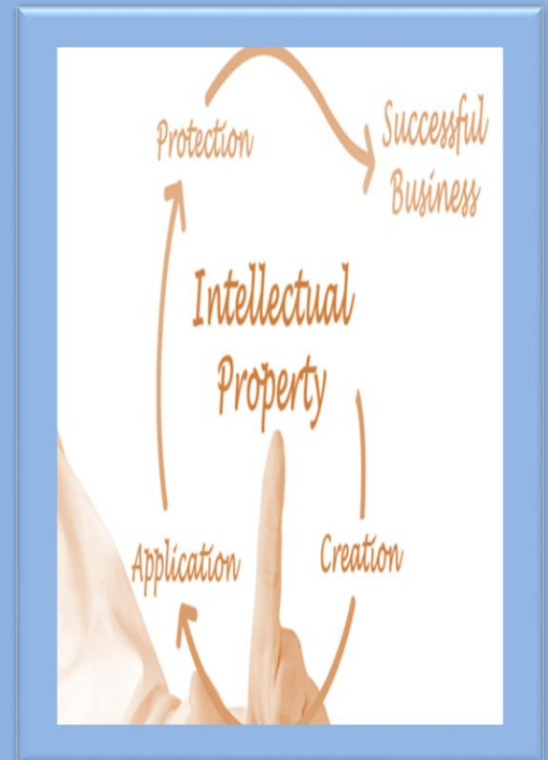 Protection
Successful
Business
Intellectual
Property
Application
Creation